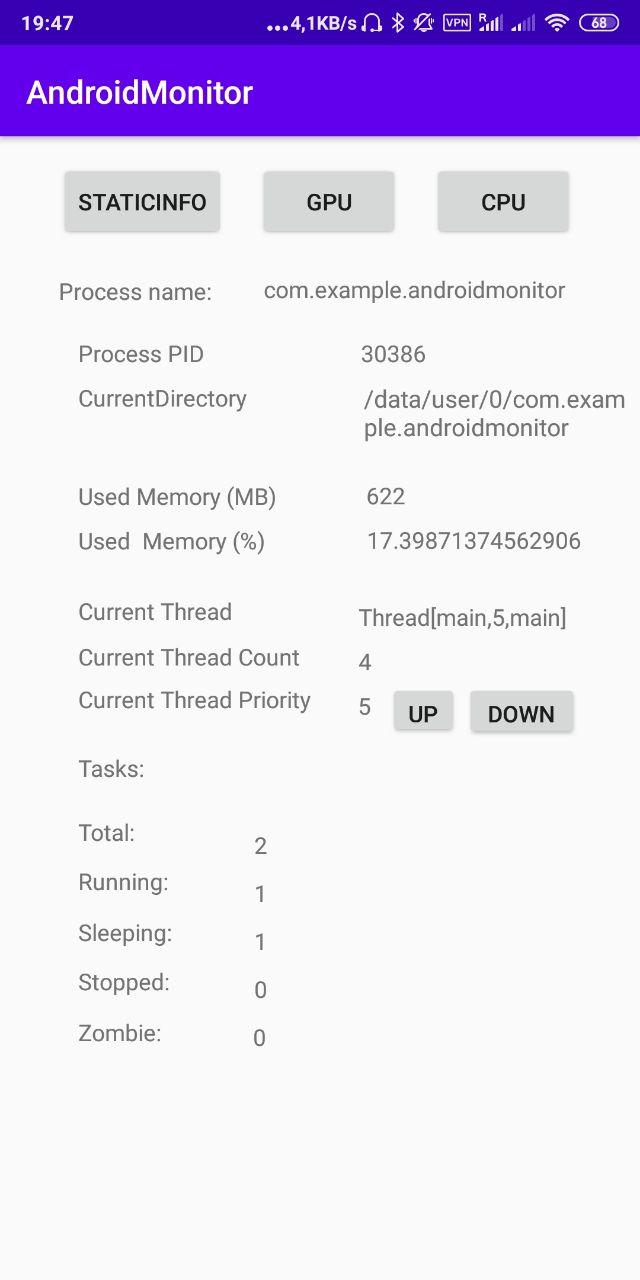 19:47 ...4,1KB/s VPN R 68
AndroidMonitor
STATICINFO GPU CPU
Process name: com.example.androidmonitor
Process PID 30386
CurrentDirectory /data/user/0/com.exam
ple.androidmonitor
Used Memory (MB) 622
Used  Memory (%) 17.39871374562906
Current Thread Thread[main,5,main]
Current Thread Count 4
Current Thread Priority 5 UP DOWN
Tasks:
Total: 2
Running: 1
Sleeping: 1
Stopped: 0
Zombie: 0